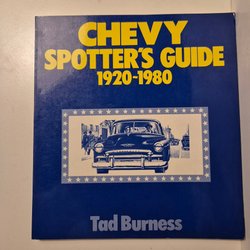 CHEVY
SPOTTER'S GUIDE
1920-1980
Tad Burness